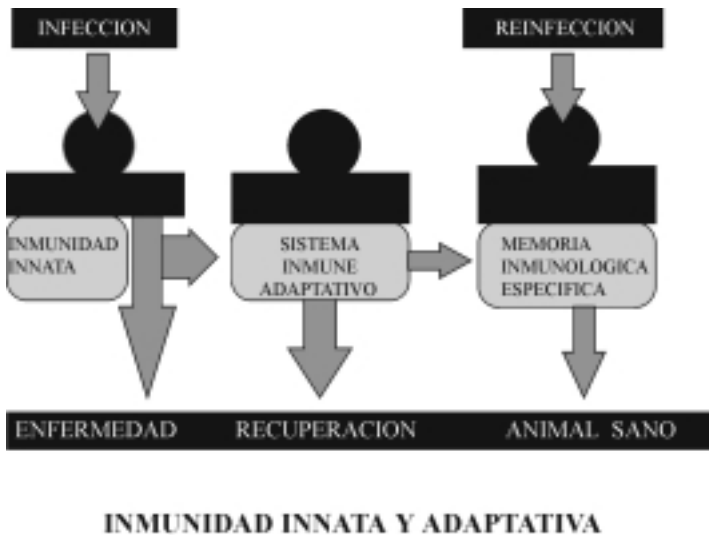 INFECCION
REINFECCION
INMUNIDAD
INNATA
SISTEMA
INMUNE
ADAPTATIVO
MEMORIA
INMUNOLOGICA
ESPECIFICA
ENFERMEDAD
RECUPERACION
ANIMAL SANO
INMUNIDAD INNATA Y ADAPTATIVA